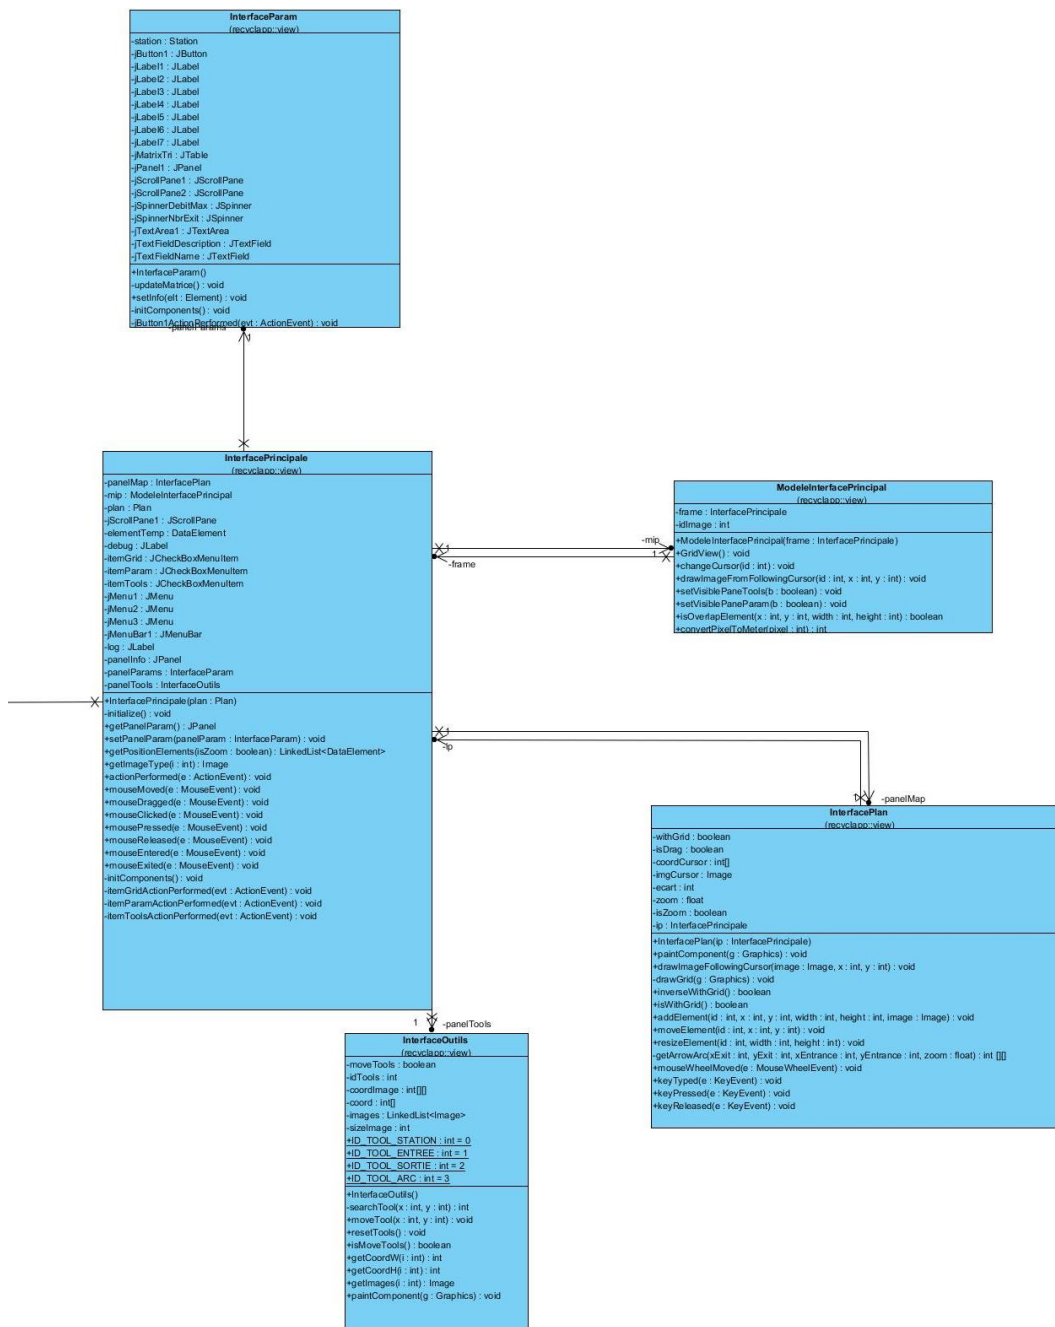 InterfaceParam
(recyclapp::view)
-station : Station
-jButton1 : JButton
-jLabel1 : JLabel
-jLabel2 : JLabel
-jLabel3 : JLabel
-jLabel4 : JLabel
-jLabel5 : JLabel
-jLabel6 : JLabel
-jLabel7 : JLabel
-jMatrixTri : JTable
-jPanel1 : JPanel
-jScrollPane1 : JScrollPane
-jScrollPane2 : JScrollPane
-jSpinnerDebitMax : JSpinner
-jSpinnerNbrExit : JSpinner
-jTextArea1 : JTextArea
-jTextFieldDescription : JTextField
-jTextFieldName : JTextField
+InterfaceParam()
-updateMatrice() : void
+setInfo(elt : Element) : void
-initComponents() : void
-jButton1ActionPerformed(evt : ActionEvent) : void
-panelParams
1
InterfacePrincipale
(recyclapp::view)
-panelMap : InterfacePlan
-mip : ModeleInterfacePrincipal
-plan : Plan
-jScrollPane1 : JScrollPane
-elementTemp : DataElement
-debug : JLabel
-itemGrid : JCheckBoxMenuItem
-itemParam : JCheckBoxMenuItem
-itemTools : JCheckBoxMenuItem
-jMenu1 : JMenu
-jMenu2 : JMenu
-jMenu3 : JMenu
-jMenuBar1 : JMenuBar
-log : JLabel
-panelInfo : JPanel
-panelParams : InterfaceParam
-panelTools : InterfaceOutils
+InterfacePrincipale(plan : Plan)
-initialize() : void
+getPanelParam() : JPanel
+setPanelParam(panelParam : InterfaceParam) : void
+getPositionElements(isZoom : boolean) : LinkedList<DataElement>
+getImageType(i : int) : Image
+actionPerformed(e : ActionEvent) : void
+mouseMoved(e : MouseEvent) : void
+mouseDragged(e : MouseEvent) : void
+mouseClicked(e : MouseEvent) : void
+mousePressed(e : MouseEvent) : void
+mouseReleased(e : MouseEvent) : void
+mouseEntered(e : MouseEvent) : void
+mouseExited(e : MouseEvent) : void
-initComponents() : void
-itemGridActionPerformed(evt : ActionEvent) : void
-itemParamActionPerformed(evt : ActionEvent) : void
-itemToolsActionPerformed(evt : ActionEvent) : void
1
-mip
-frame
1
ModeleInterfacePrincipal
(recyclapp::view)
-frame : InterfacePrincipale
-idImage : int
+ModeleInterfacePrincipal(frame : InterfacePrincipale)
+GridView() : void
+changeCursor(id : int) : void
+drawImageFromFollowingCursor(id : int, x : int, y : int) : void
+setVisiblePaneTools(b : boolean) : void
+setVisiblePaneParam(b : boolean) : void
+isOverlapElement(x : int, y : int, width : int, height : int) : boolean
+convertPixelToMeter(pixel : int) : int
1
-ip
1
-panelMap
InterfacePlan
(recyclapp::view)
-withGrid : boolean
-isDrag : boolean
-coordCursor : int[]
-imgCursor : Image
-ecart : int
-zoom : float
-isZoom : boolean
-ip : InterfacePrincipale
+InterfacePlan(ip : InterfacePrincipale)
+paintComponent(g : Graphics) : void
+drawImageFollowingCursor(image : Image, x : int, y : int) : void
-drawGrid(g : Graphics) : void
+inverseWithGrid() : boolean
+isWithGrid() : boolean
+addElement(id : int, x : int, y : int, width : int, height : int, image : Image) : void
+moveElement(id : int, x : int, y : int) : void
+resizeElement(id : int, width : int, height : int) : void
-getArrowArc(xExit : int, yExit : int, xEntrance : int, yEntrance : int, zoom : float) : int [][]
+mouseWheelMoved(e : MouseWheelEvent) : void
+keyTyped(e : KeyEvent) : void
+keyPressed(e : KeyEvent) : void
+keyReleased(e : KeyEvent) : void
1 -panelTools
InterfaceOutils
(recyclapp::view)
-moveTools : boolean
-idTools : int
-coordImage : int[][]
-coord : int[]
-images : LinkedList<Image>
-sizeImage : int
+ID_TOOL_STATION : int = 0
+ID_TOOL_ENTREE : int = 1
+ID_TOOL_SORTIE : int = 2
+ID_TOOL_ARC : int = 3
+InterfaceOutils()
-searchTool(x : int, y : int) : int
+moveTool(x : int, y : int) : void
+resetTools() : void
+isMoveTools() : boolean
+getCoordW(i : int) : int
+getCoordH(i : int) : int
+getImages(i : int) : Image
+paintComponent(g : Graphics) : void